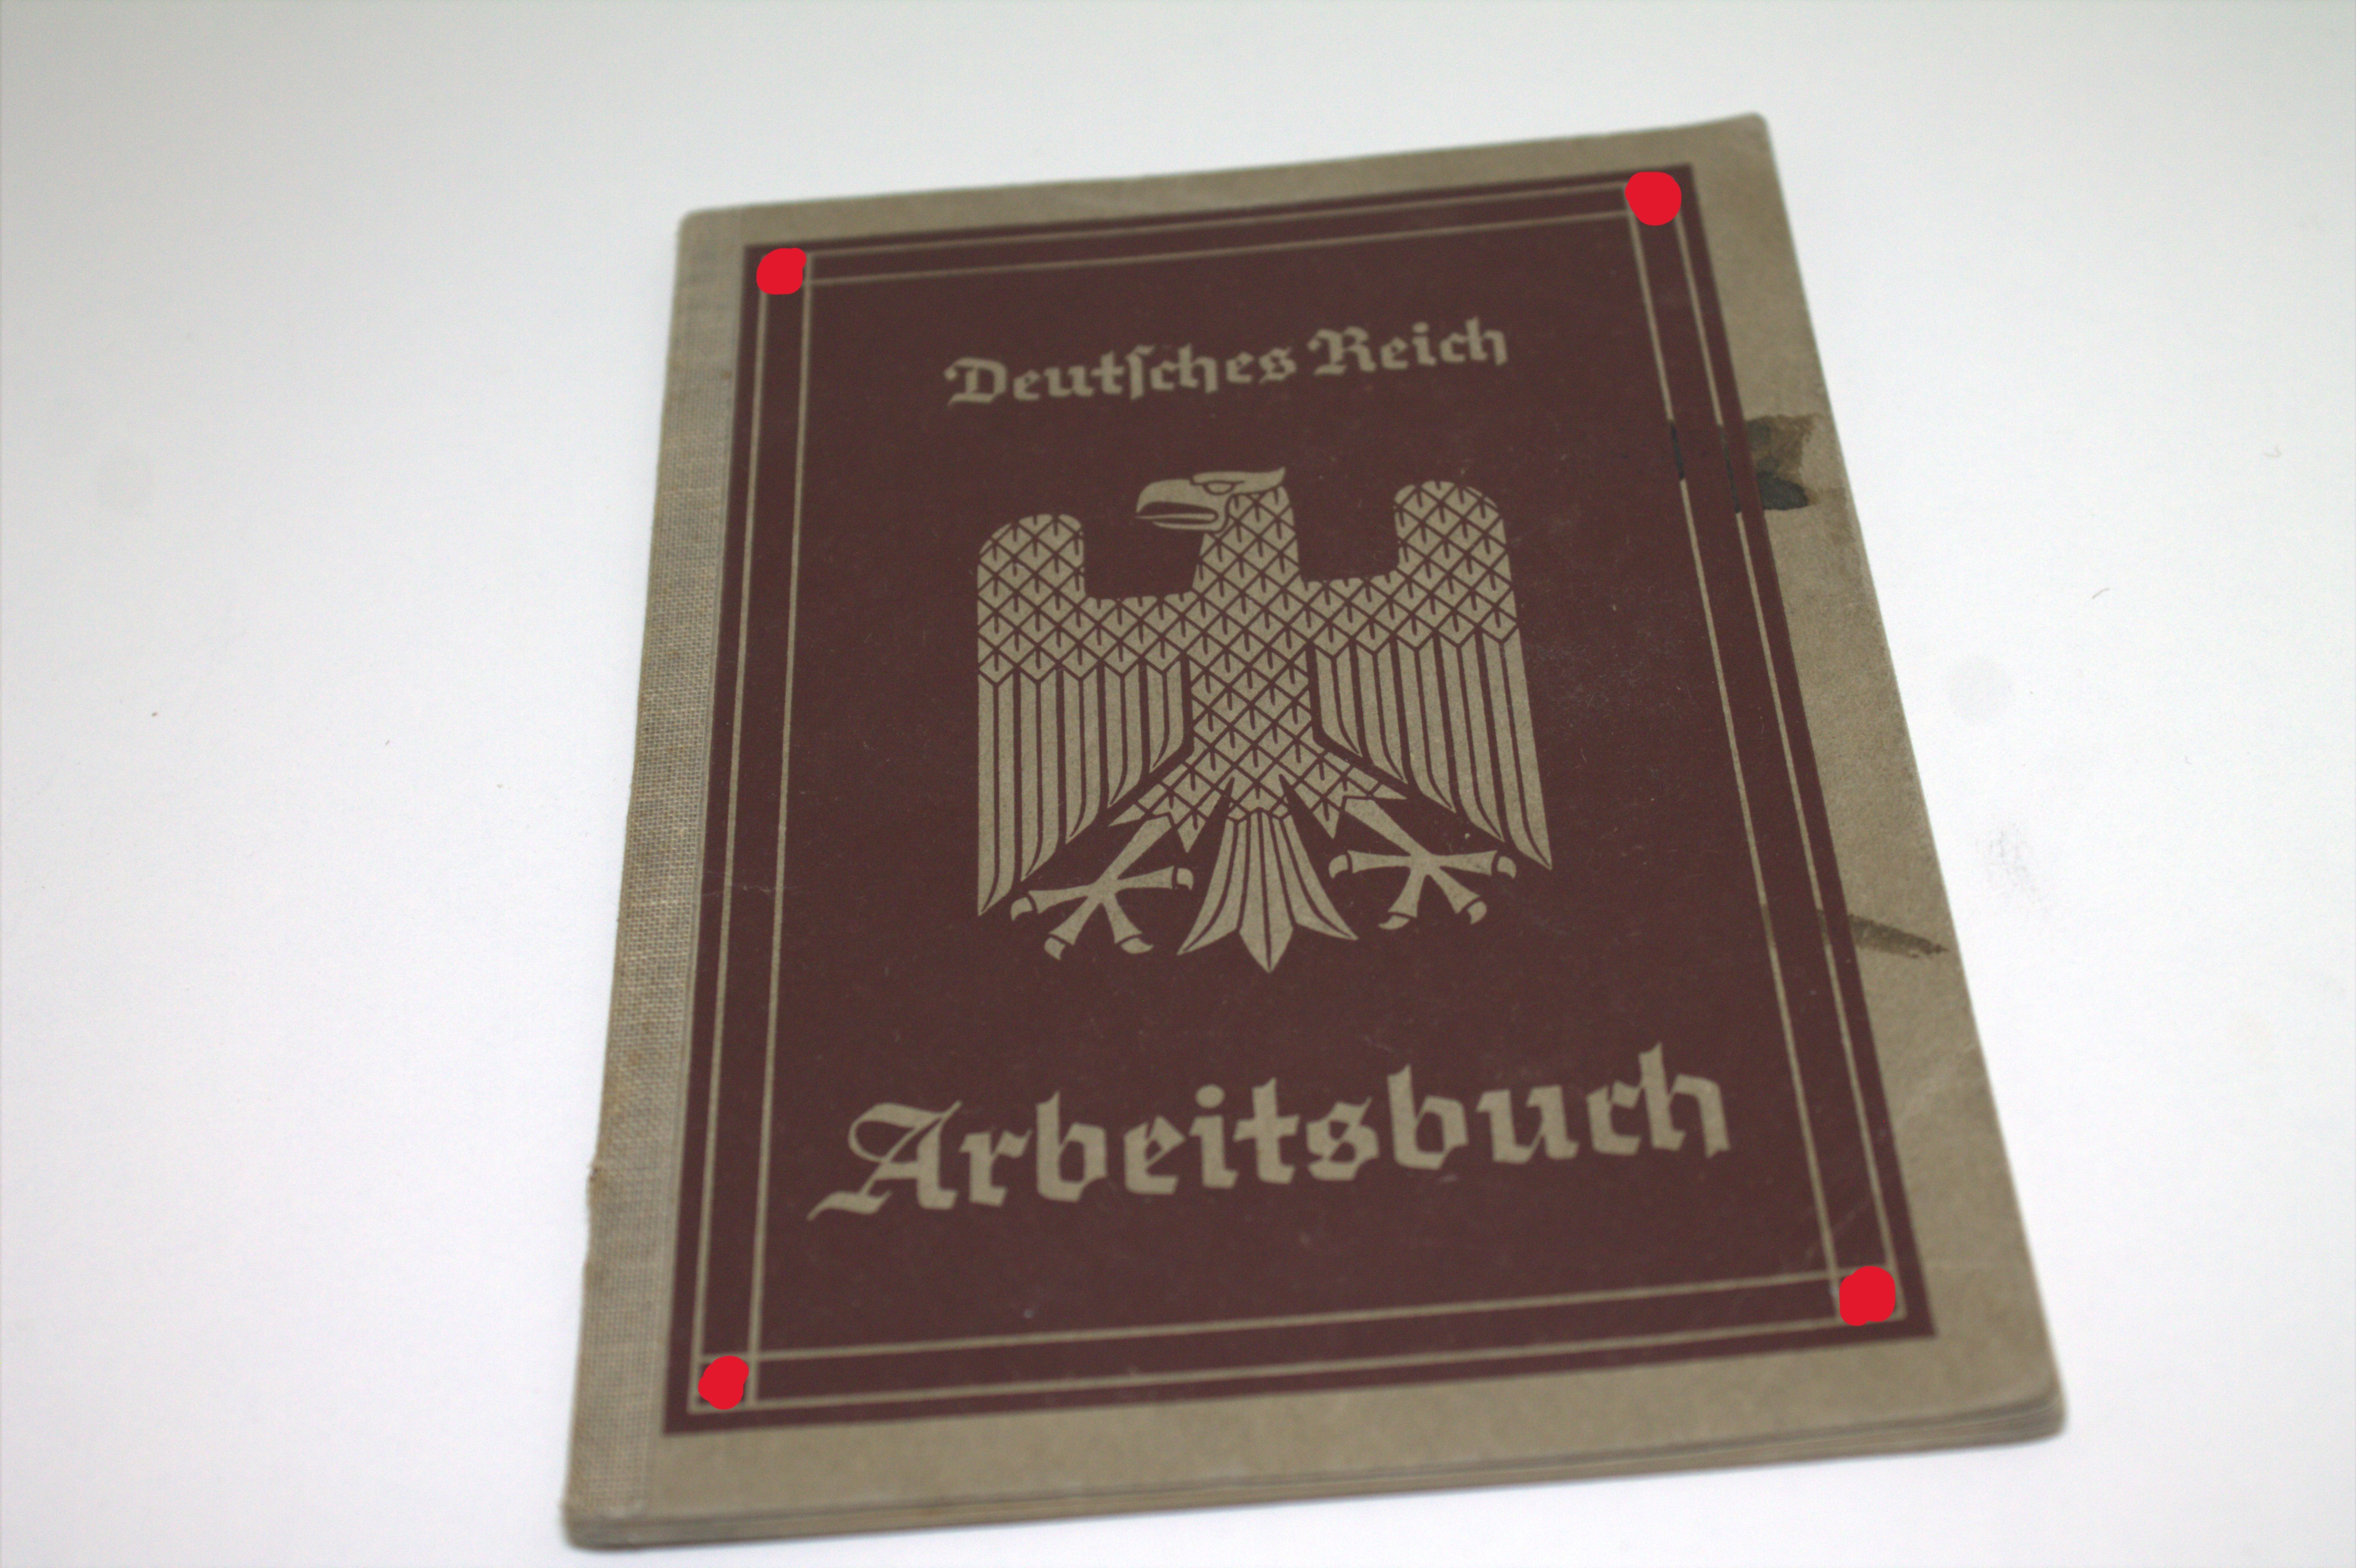 Deutſches Reich
Arbeitsbuch